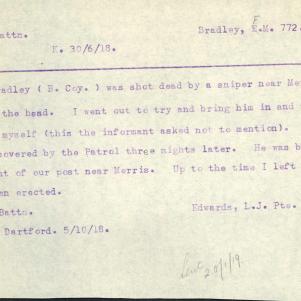 Battn. Bradley, F.M. 772
K. 30/6/18.
adley ( B. Coy. ) was shot dead by a sniper near Mer
the head. I went out to try and bring him in and
myself (this the informant asked not to mention).
covered by the Patrol three nights later. He was b
nt of our post near Merris. Up to the time I left
en erected.
Battn. Edwards, L.J. Pte.
Dartford. 5/10/18.
Sent 20/1/19